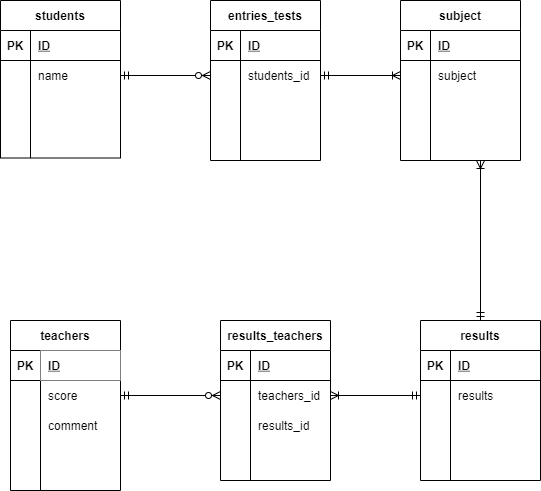 students
PK ID
name
entries_tests
PK ID
students_id
subject
PK ID
subject
teachers
PK ID
score
comment
results_teachers
PK ID
teachers_id
results_id
results
PK ID
results